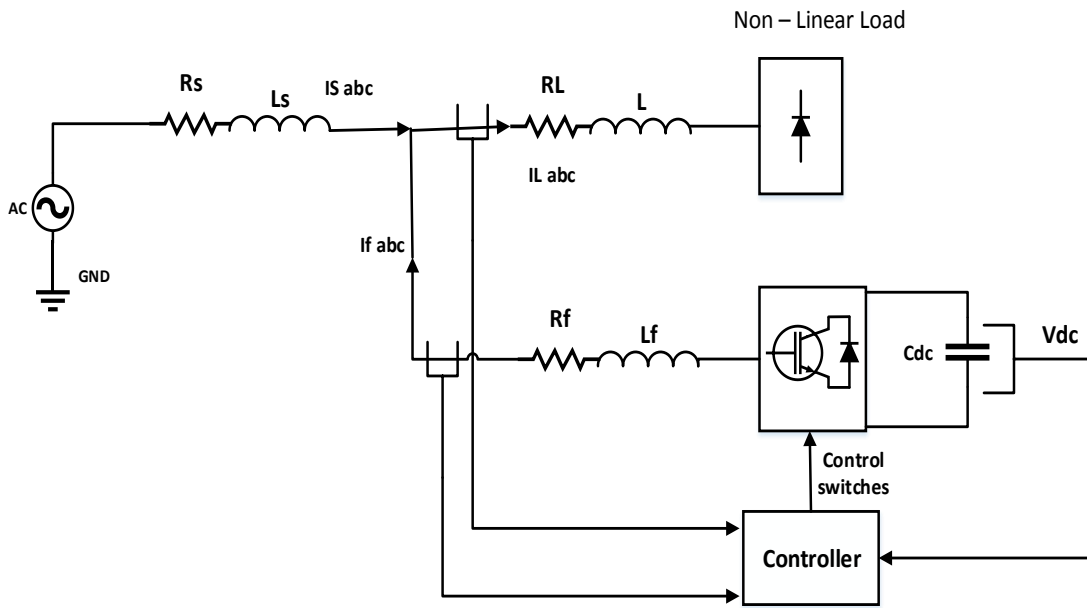 Non – Linear Load
Rs
Ls
IS abc
RL
L
IL abc
AC
GND
If abc
Rf
Lf
Cdc
Vdc
Control
switches
Controller